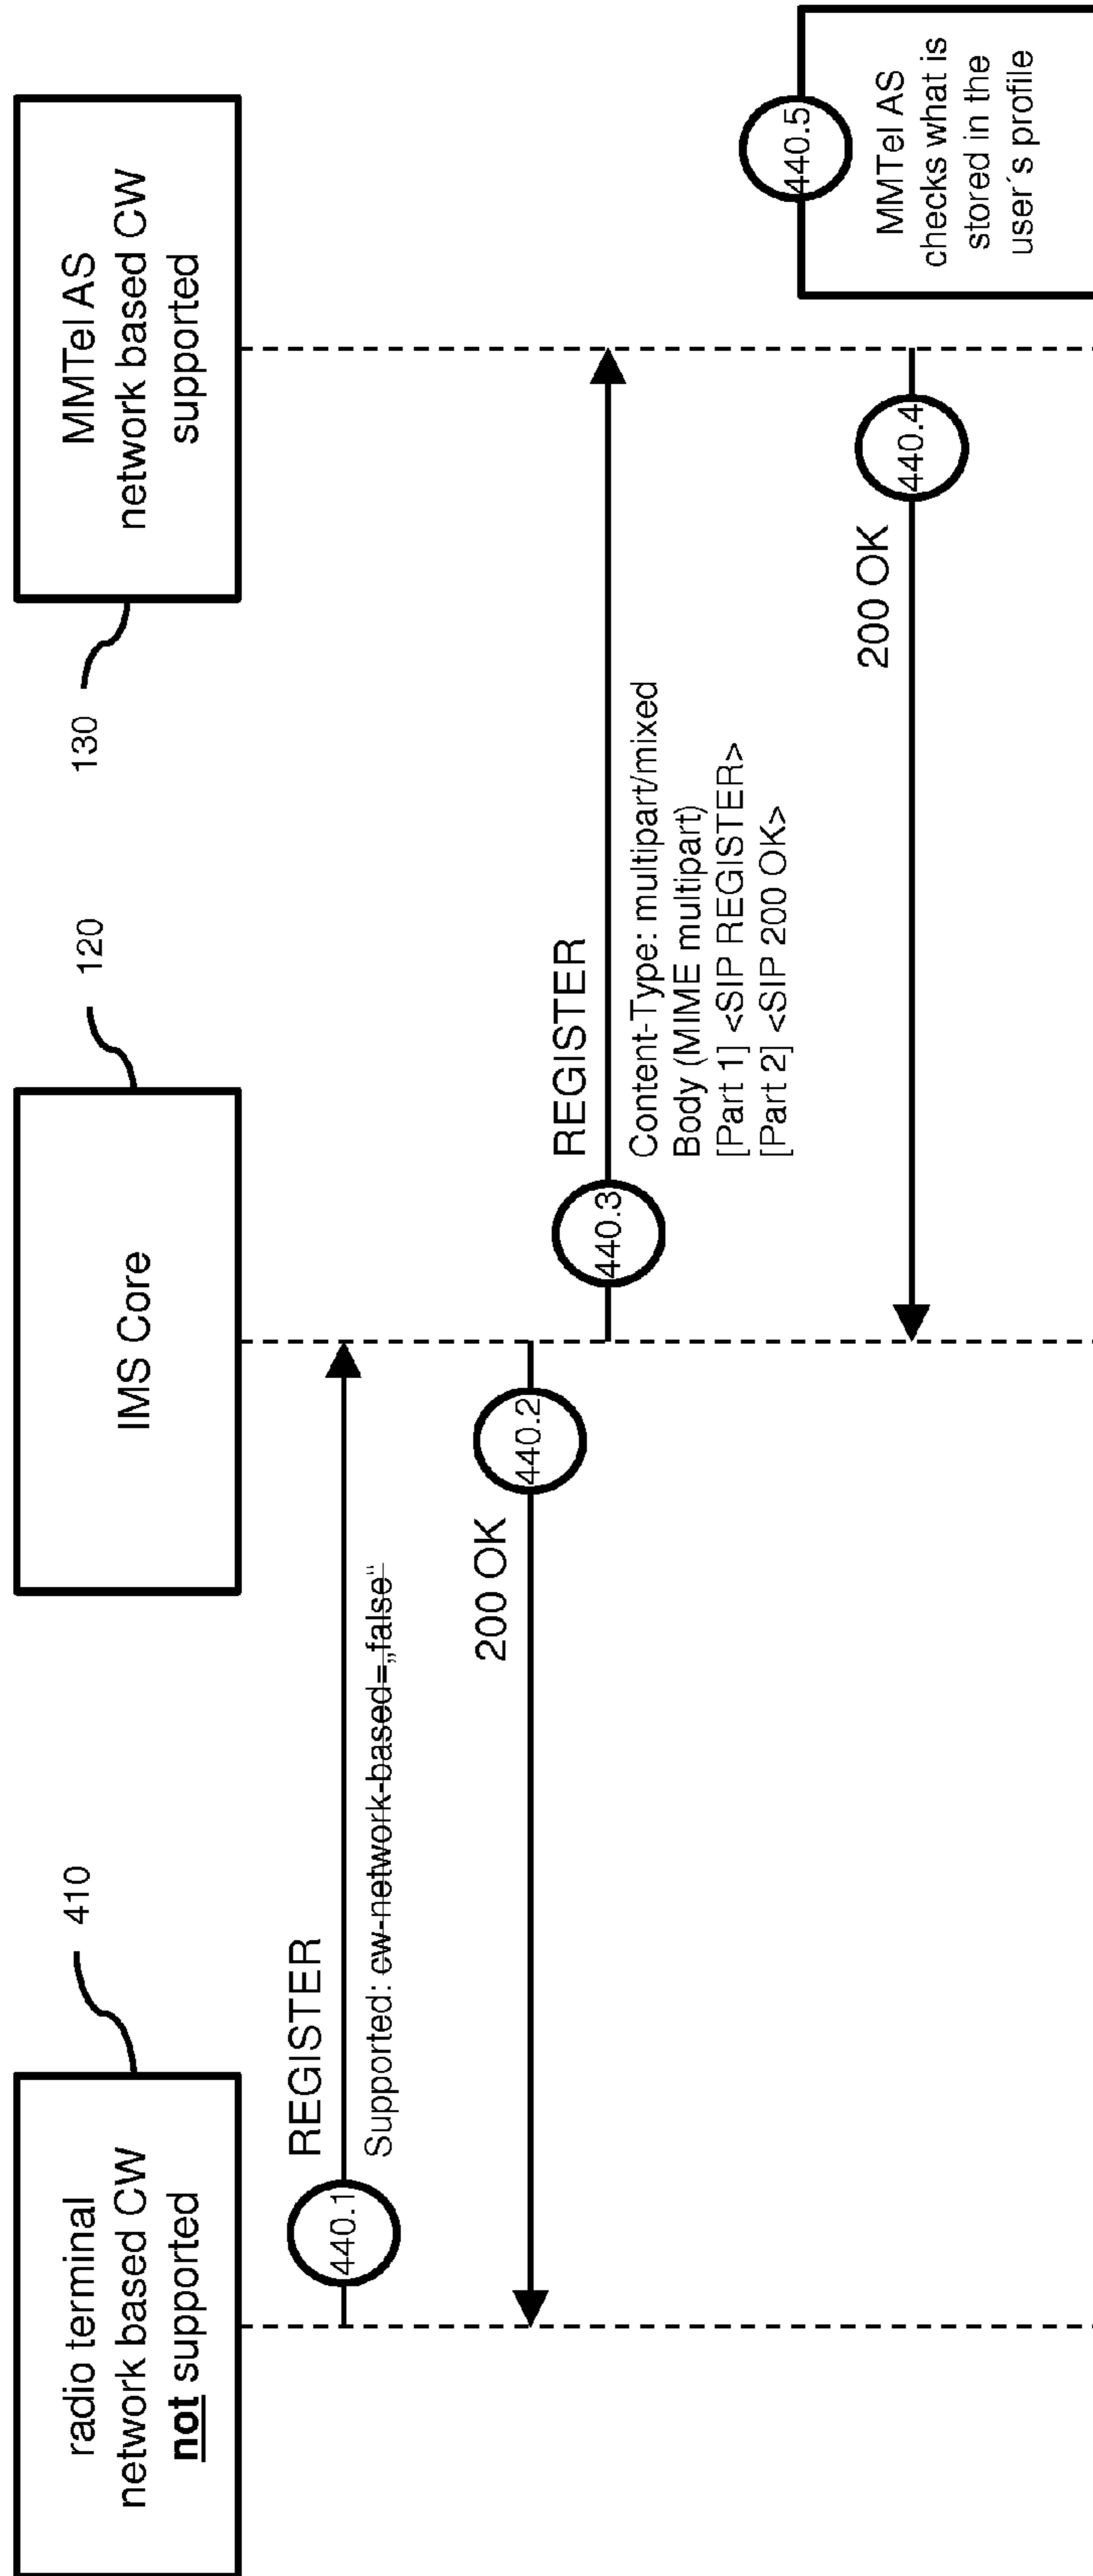 radio terminal
network based CW
not supported
410
IMS Core
120
MMTel AS
network based CW
supported
130
REGISTER
440.1
Supported: cw-network-based=„false“
200 OK
440.2
REGISTER
440.3
Content-Type: multipart/mixed
Body (MIME multipart)
[Part 1] <SIP REGISTER>
[Part 2] <SIP 200 OK>
200 OK
440.4
440.5
MMTel AS
checks what is
stored in the
user´s profile